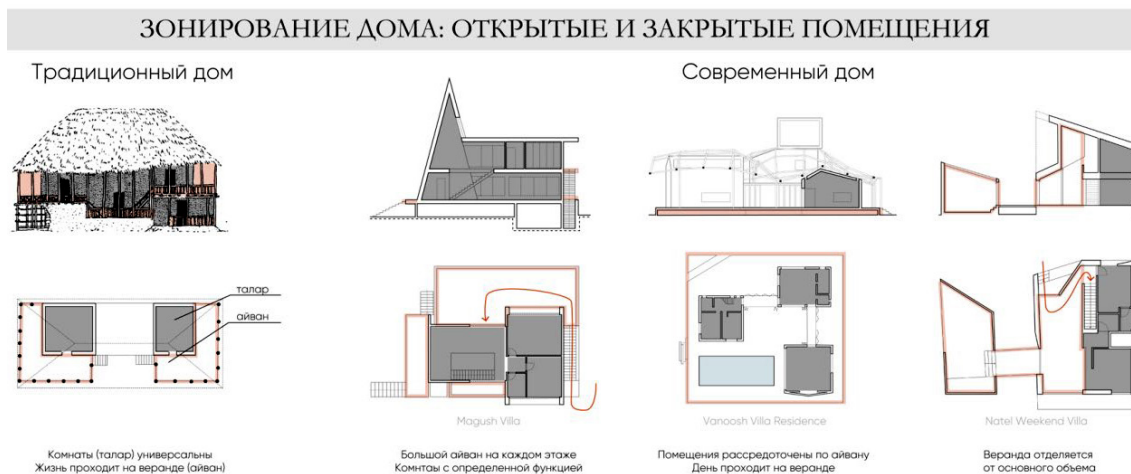 ЗОНИРОВАНИЕ ДОМА: ОТКРЫТЫЕ И ЗАКРЫТЫЕ ПОМЕЩЕНИЯ
Традиционный дом
Современный дом
талар
айван
Magush Villa
Vanoosh Villa Residence
Natel Weekend Villa
Комнаты (талар) универсальны
Жизнь проходит на веранде (айван)
Большой айван на каждом этаже
Комнтаы с определенной функцией
Помещения рассредоточены по айвану
День проходит на веранде
Веранда отделяется
от основного объема